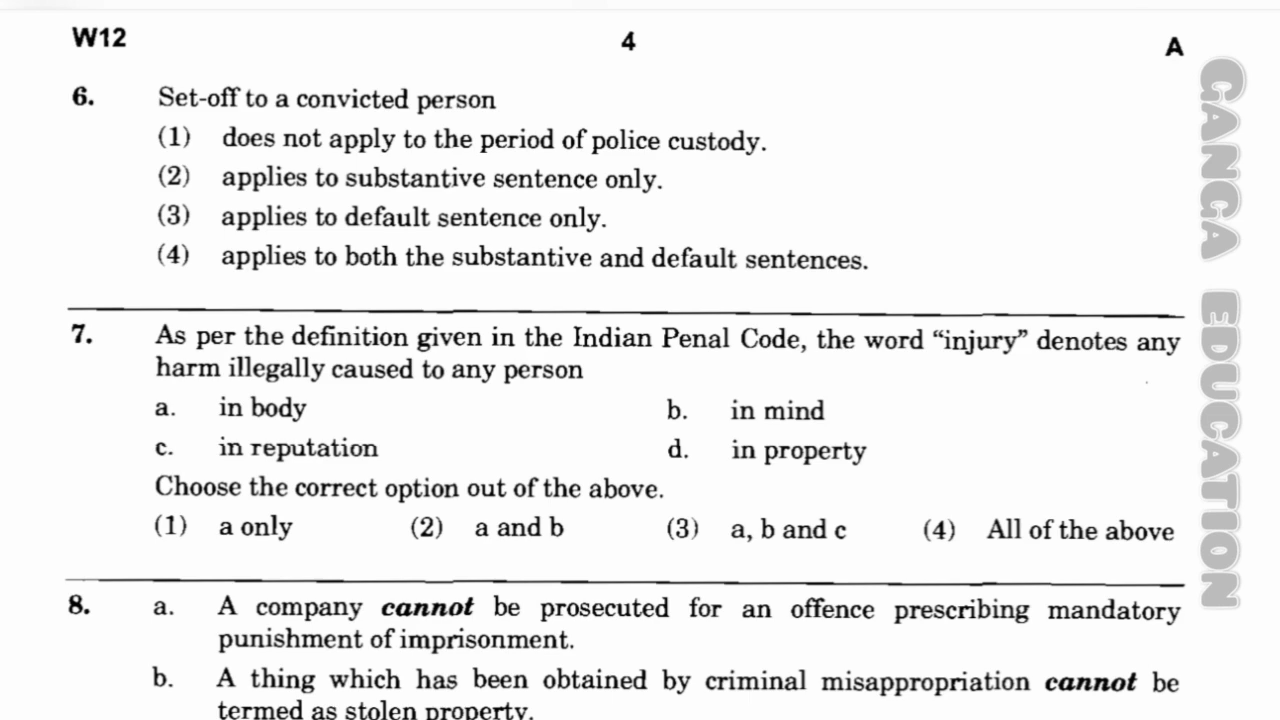 W12 4 A
6. Set-off to a convicted person
(1) does not apply to the period of police custody.
(2) applies to substantive sentence only.
(3) applies to default sentence only.
(4) applies to both the substantive and default sentences.
7. As per the definition given in the Indian Penal Code, the word “injury” denotes any
harm illegally caused to any person
a. in body b. in mind
c. in reputation d. in property
Choose the correct option out of the above.
(1) a only (2) a and b (3) a, b and c (4) All of the above
8. a. A company cannot be prosecuted for an offence prescribing mandatory
punishment of imprisonment.
b. A thing which has been obtained by criminal misappropriation cannot be
termed as stolen property.
GANGA EDUCATION